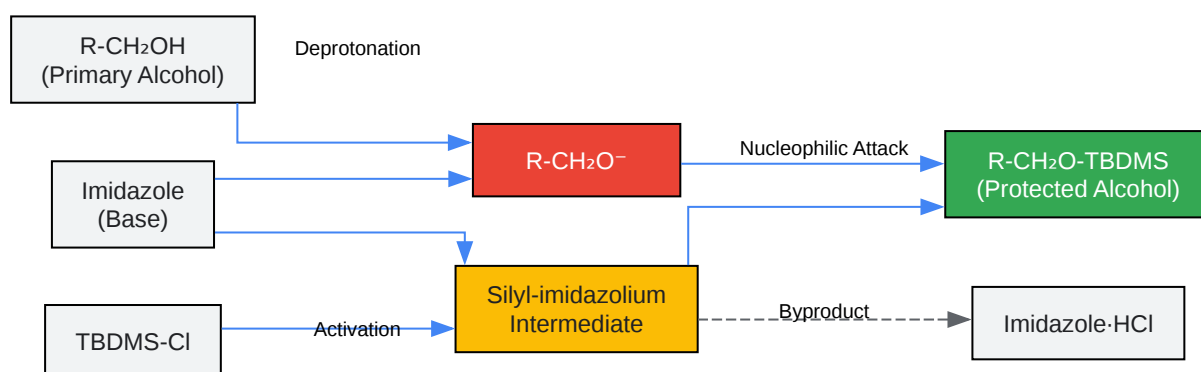 R-CH₂OH
(Primary Alcohol)
Deprotonation
R-CH₂O⁻
Nucleophilic Attack
R-CH₂O-TBDMS
(Protected Alcohol)
Imidazole
(Base)
Silyl-imidazolium
Intermediate
Byproduct
Imidazole·HCl
TBDMS-Cl
Activation